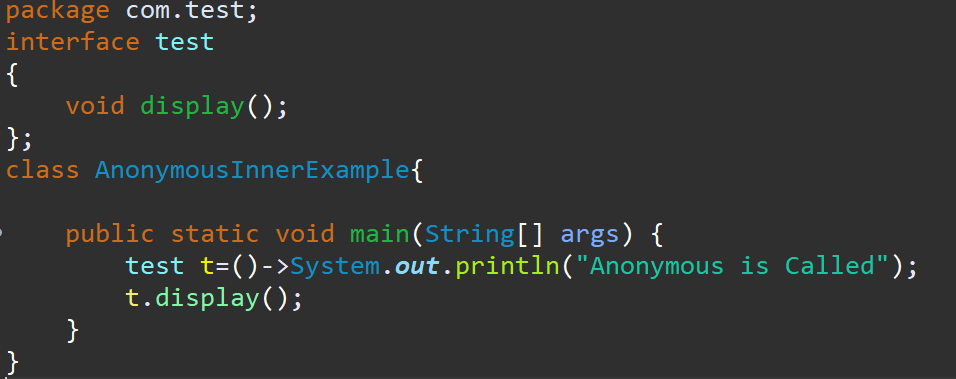 package com.test;
interface test
{
    void display();
};
class AnonymousInnerExample{

    public static void main(String[] args) {
        test t=()->System.out.println("Anonymous is Called");
        t.display();
    }
}